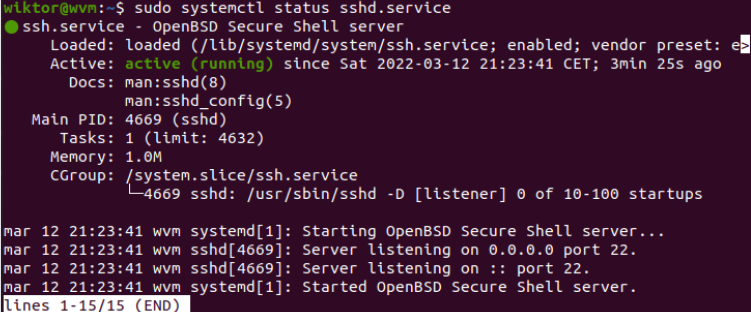 wiktor@wvm:~$ sudo systemctl status sshd.service
● ssh.service - OpenBSD Secure Shell server
Loaded: loaded (/lib/systemd/system/ssh.service; enabled; vendor preset: e>
Active: active (running) since Sat 2022-03-12 21:23:41 CET; 3min 25s ago
Docs: man:sshd(8)
man:sshd_config(5)
Main PID: 4669 (sshd)
Tasks: 1 (limit: 4632)
Memory: 1.0M
CGroup: /system.slice/ssh.service
└─4669 sshd: /usr/sbin/sshd -D [listener] 0 of 10-100 startups
mar 12 21:23:41 wvm systemd[1]: Starting OpenBSD Secure Shell server...
mar 12 21:23:41 wvm sshd[4669]: Server listening on 0.0.0.0 port 22.
mar 12 21:23:41 wvm sshd[4669]: Server listening on :: port 22.
mar 12 21:23:41 wvm systemd[1]: Started OpenBSD Secure Shell server.
lines 1-15/15 (END)